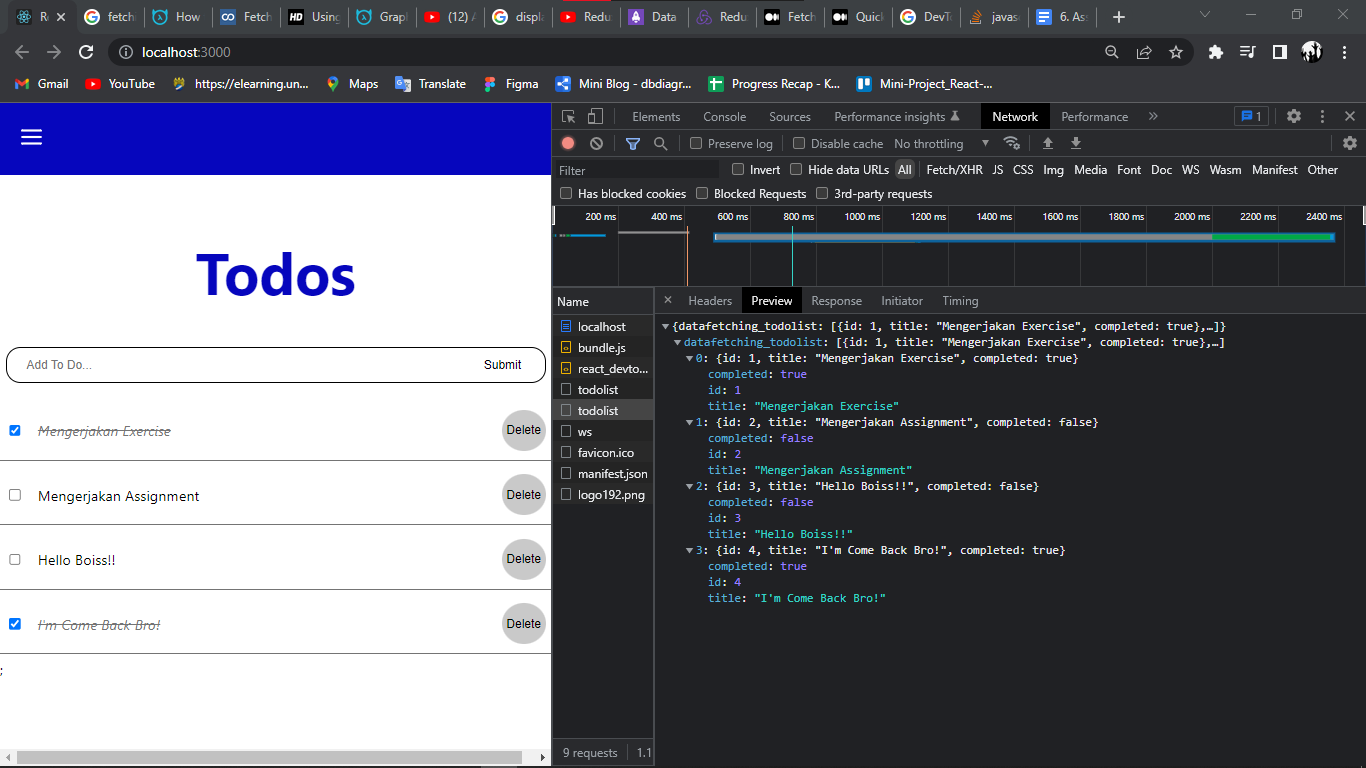 Re fetchi How Fetch Using Grapl (12) A displa Redu Data Redu Fetch Quick DevTo javasc 6. Ass
localhost:3000
Gmail YouTube https://elearning.un... Maps Translate Figma Mini Blog - dbdiagr... Progress Recap - K... Mini-Project_React-...
Elements Console Sources Performance insights Network Performance 1
Preserve log Disable cache No throttling
Filter Invert Hide data URLs All Fetch/XHR JS CSS Img Media Font Doc WS Wasm Manifest Other
Has blocked cookies Blocked Requests 3rd-party requests
200 ms 400 ms 600 ms 800 ms 1000 ms 1200 ms 1400 ms 1600 ms 1800 ms 2000 ms 2200 ms 2400 ms
Todos
Add To Do... Submit
Mengerjakan Exercise Delete
Mengerjakan Assignment Delete
Hello Boiss!! Delete
I'm Come Back Bro! Delete
;
Name
localhost
bundle.js
react_devto...
todolist
todolist
ws
favicon.ico
manifest.json
logo192.png
9 requests 1.1
Headers Preview Response Initiator Timing
{datafetching_todolist: [{id: 1, title: "Mengerjakan Exercise", completed: true},…]}
datafetching_todolist: [{id: 1, title: "Mengerjakan Exercise", completed: true},…]
0: {id: 1, title: "Mengerjakan Exercise", completed: true}
completed: true
id: 1
title: "Mengerjakan Exercise"
1: {id: 2, title: "Mengerjakan Assignment", completed: false}
completed: false
id: 2
title: "Mengerjakan Assignment"
2: {id: 3, title: "Hello Boiss!!", completed: false}
completed: false
id: 3
title: "Hello Boiss!!"
3: {id: 4, title: "I'm Come Back Bro!", completed: true}
completed: true
id: 4
title: "I'm Come Back Bro!"